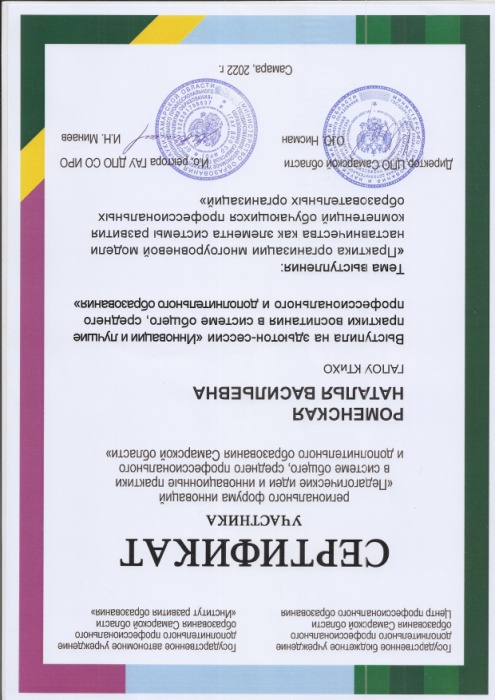 Государственное бюджетное учреждение
дополнительного профессионального
образования Самарской области
Центр профессионального образования
Государственное автономное учреждение
дополнительного профессионального
образования Самарской области
«Институт развития образования»
СЕРТИФИКАТ
УЧАСТНИКА
регионального форума инноваций
«Педагогические идеи и инновационные практики
в системе общего, среднего профессионального
и дополнительного образования Самарской области»
РОМЕНСКАЯ
НАТАЛЬЯ ВАСИЛЬЕВНА
ГАПОУ КТиХО
Выступила на эдьютон-сессии «Инновации и лучшие
практики воспитания в системе общего, среднего
профессионального и дополнительного образования»
Тема выступления:
«Практика организации многоуровневой модели
наставничества как элемента системы развития
компетенций обучающихся профессиональных
образовательных организаций»
Директор ЦПО Самарской области
О.Ю. Нисман
И.о. ректора ГАУ ДПО СО ИРО
И.Н. Минаев
Самара, 2022 г.